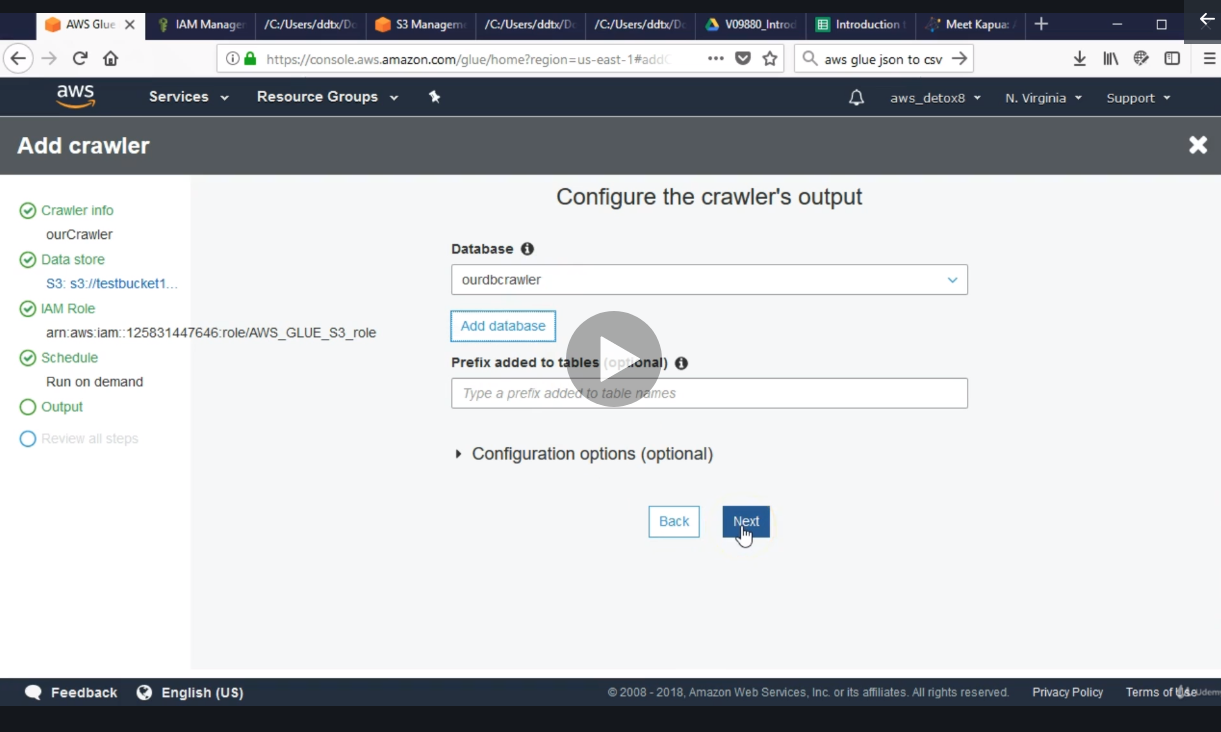 AWS Glue
IAM Manager
/C:/Users/ddtx/Do
S3 Managem
/C:/Users/ddtx/Do
/C:/Users/ddtx/Do
V09880_Introd
Introduction
Meet Kapua:
https://console.aws.amazon.com/glue/home?region=us-east-1#addC
aws glue json to csv
aws
Services
Resource Groups
aws_detox8
N. Virginia
Support
Add crawler
Crawler info
ourCrawler
Data store
S3: s3://testbucket1...
IAM Role
arn:aws:iam::125831447646:role/AWS_GLUE_S3_role
Schedule
Run on demand
Output
Review all steps
Configure the crawler's output
Database
ourdbcrawler
Add database
Prefix added to tables (optional)
Type a prefix added to table names
Configuration options (optional)
Back
Next
Feedback
English (US)
© 2008 - 2018, Amazon Web Services, Inc. or its affiliates. All rights reserved.
Privacy Policy
Terms of Use